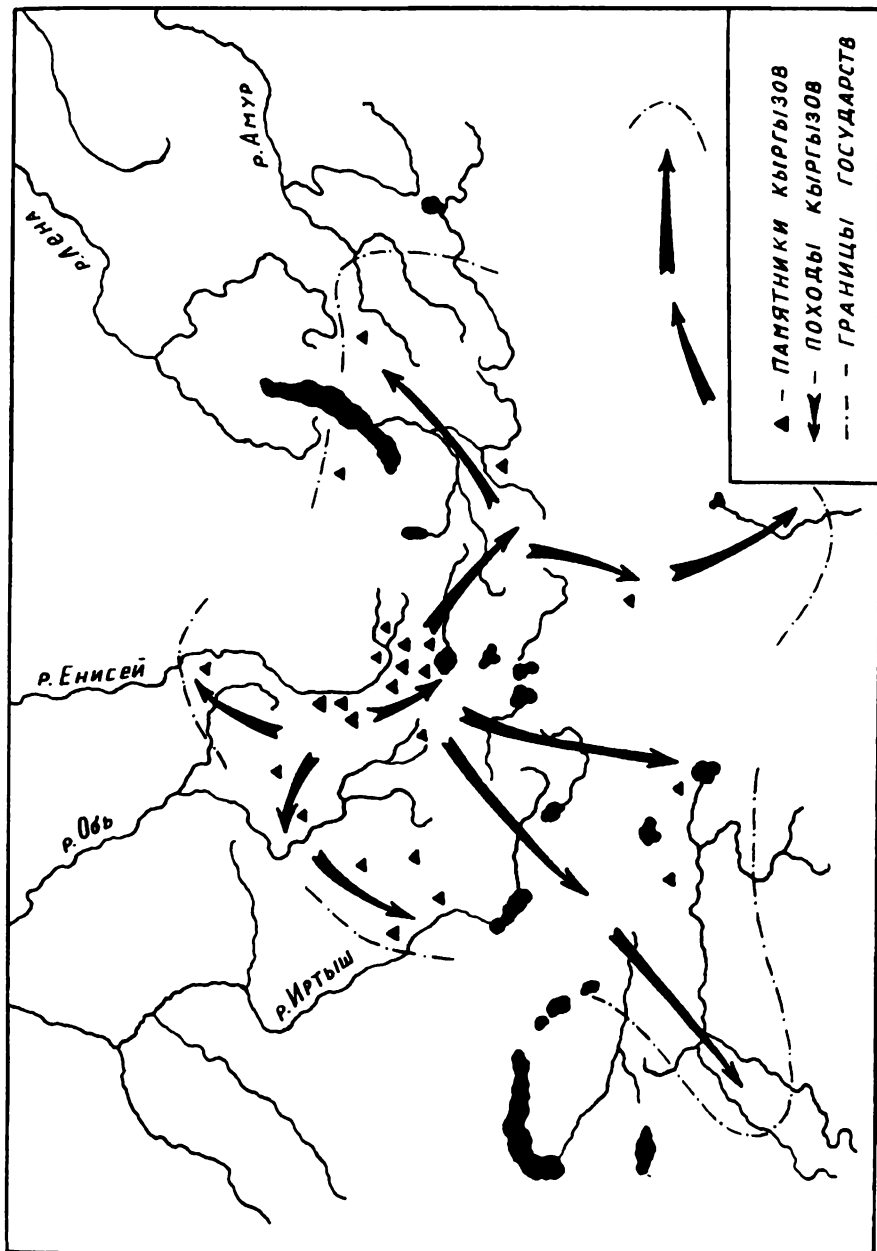 р. Енисей
р. Обь
р. Иртыш
р. Лена
р. Амур
▲ – ПАМЯТНИКИ КЫРГЫЗОВ
← – ПОХОДЫ КЫРГЫЗОВ
–·– – ГРАНИЦЫ ГОСУДАРСТВ